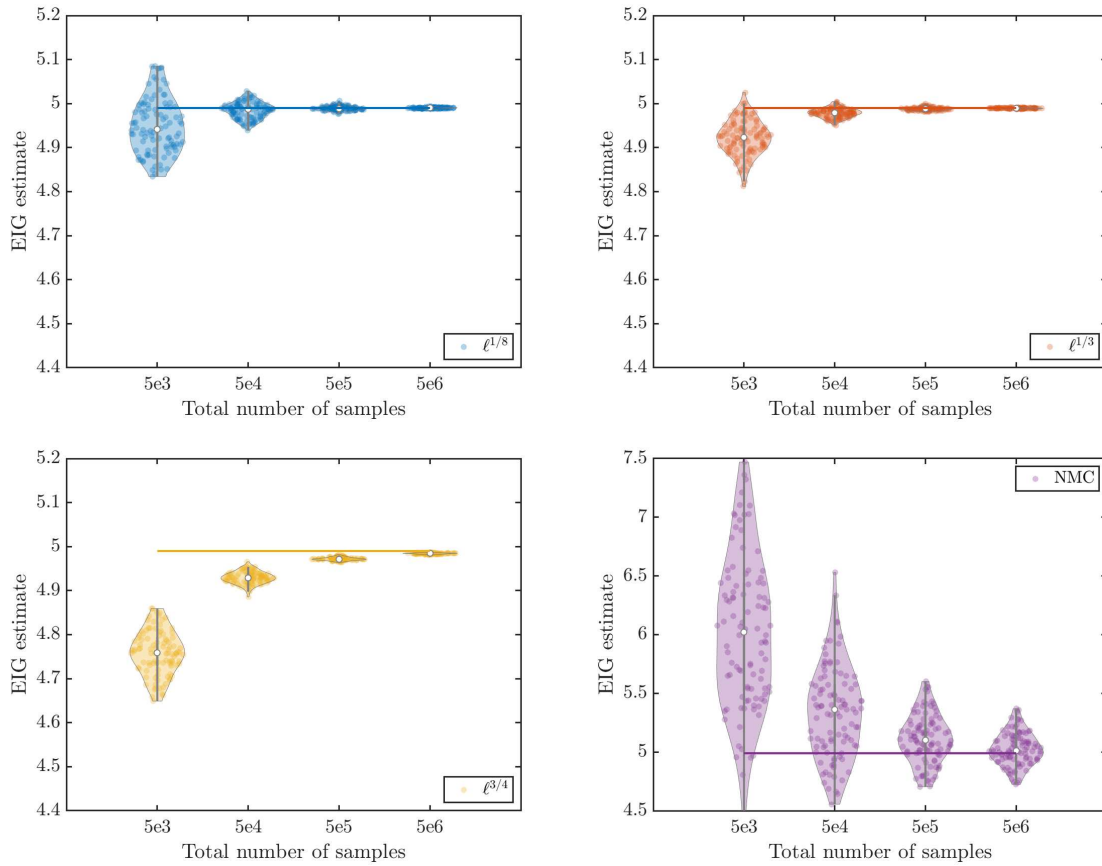 5.2
5.1
5
4.9
4.8
4.7
4.6
4.5
4.4
EIG estimate
5e3 5e4 5e5 5e6
Total number of samples
ℓ^{1/8}
5.2
5.1
5
4.9
4.8
4.7
4.6
4.5
4.4
EIG estimate
5e3 5e4 5e5 5e6
Total number of samples
ℓ^{1/3}
5.2
5.1
5
4.9
4.8
4.7
4.6
4.5
4.4
EIG estimate
5e3 5e4 5e5 5e6
Total number of samples
ℓ^{3/4}
7.5
7
6.5
6
5.5
5
4.5
EIG estimate
5e3 5e4 5e5 5e6
Total number of samples
NMC